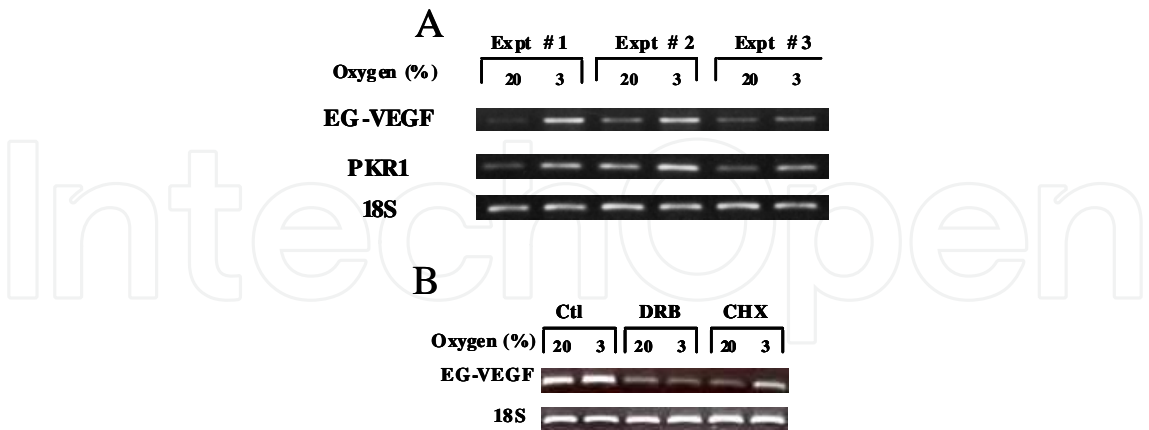 A
Expt # 1 Expt # 2 Expt # 3
Oxygen (%) 20 3 20 3 20 3
EG-VEGF
PKR1
18S
IntechOpen
B
Ctl DRB CHX
Oxygen (%) 20 3 20 3 20 3
EG-VEGF
18S